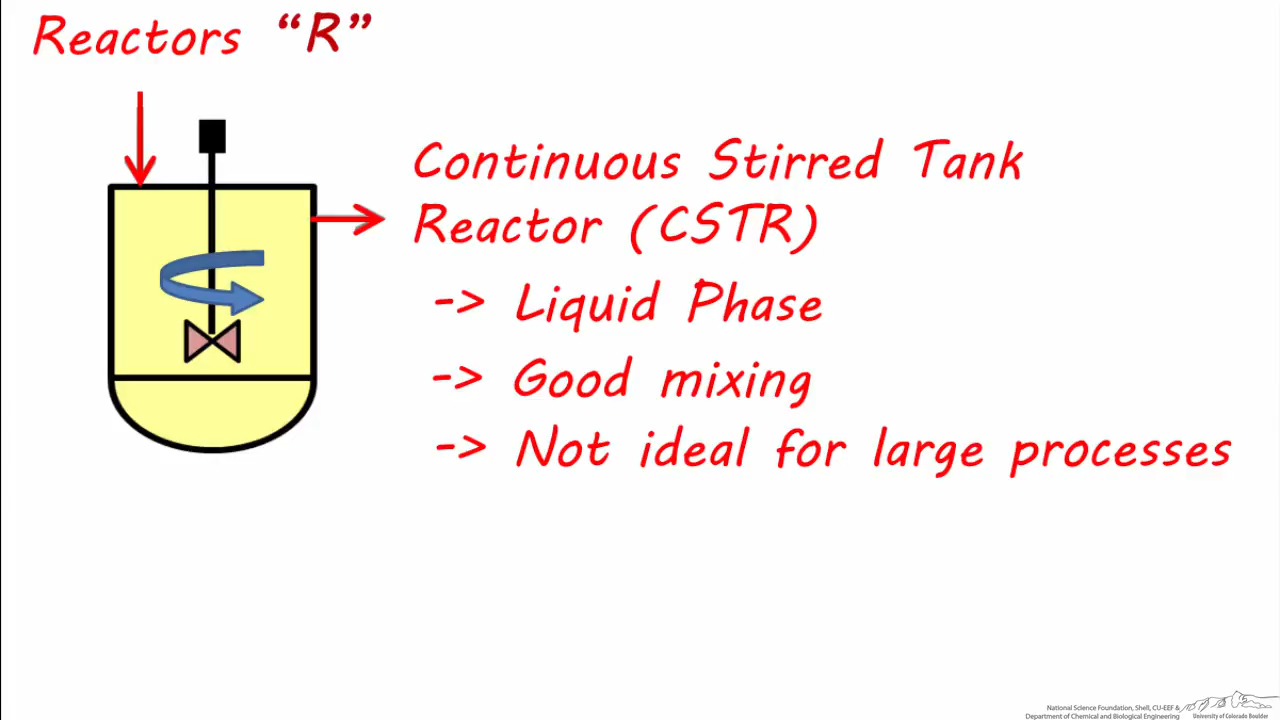 Reactors “R”
Continuous Stirred Tank
Reactor (CSTR)
-> Liquid Phase
-> Good mixing
-> Not ideal for large processes
National Science Foundation, Shell, CU-EEF &
Department of Chemical and Biological Engineering
University of Colorado Boulder